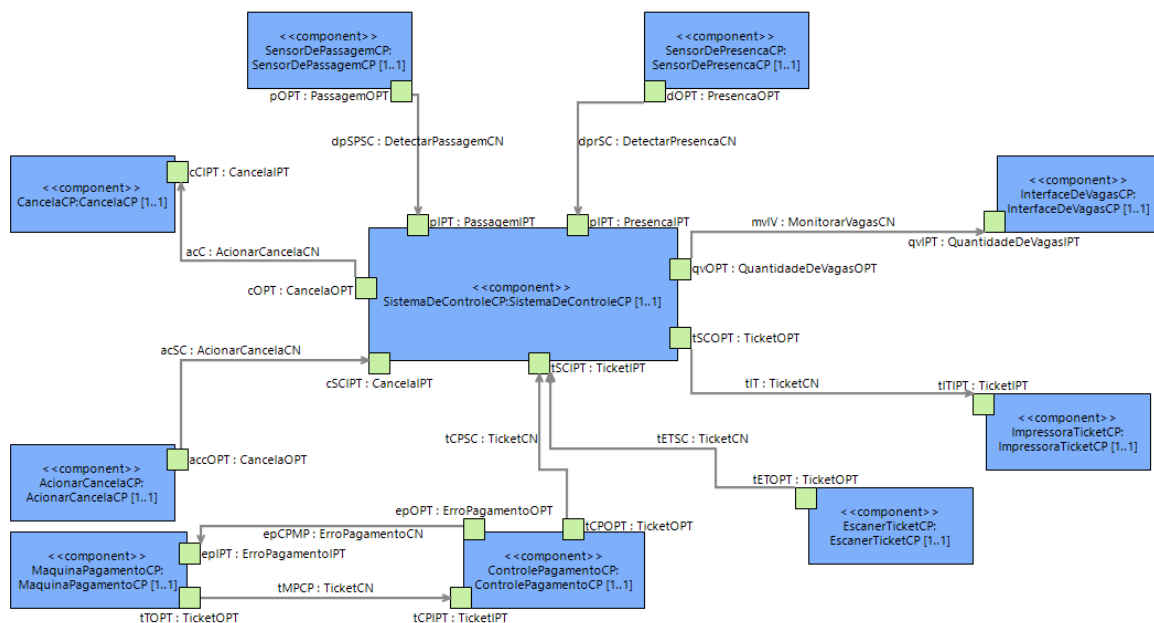 <<component>>
SensorDePassagemCP:
SensorDePassagemCP [1..1]
<<component>>
SensorDePresencaCP:
SensorDePresencaCP [1..1]
pOPT : PassagemOPT
dOPT : PresencaOPT
dpSPSC : DetectarPassagemCN
dprSC : DetectarPresencaCN
<<component>>
CancelaCP:CancelaCP [1..1]
cCIPT : CancelaIPT
<<component>>
InterfaceDeVagasCP:
InterfaceDeVagasCP [1..1]
pIPT : PassagemIPT
pIPT : PresencaIPT
mvIV : MonitorarVagasCN
qvIPT : QuantidadeDeVagasIPT
acC : AcionarCancelaCN
qvOPT : QuantidadeDeVagasOPT
cOPT : CancelaOPT
<<component>>
SistemaDeControleCP:SistemaDeControleCP [1..1]
tSCOPT : TicketOPT
acSC : AcionarCancelaCN
cSCIPT : CancelaIPT
tSCIPT : TicketIPT
tIT : TicketCN
tITIPT : TicketIPT
<<component>>
ImpressoraTicketCP:
ImpressoraTicketCP [1..1]
tCPSC : TicketCN
tETSC : TicketCN
<<component>>
AcionarCancelaCP:
AcionarCancelaCP [1..1]
accOPT : CancelaOPT
tETOPT : TicketOPT
<<component>>
EscanerTicketCP:
EscanerTicketCP [1..1]
epOPT : ErroPagamentoOPT
tCPOPT : TicketOPT
epCPMP : ErroPagamentoCN
<<component>>
MaquinaPagamentoCP:
MaquinaPagamentoCP [1..1]
epIPT : ErroPagamentoIPT
<<component>>
ControlePagamentoCP:
ControlePagamentoCP [1..1]
tMPCP : TicketCN
tTOPT : TicketOPT
tCPIPT : TicketIPT